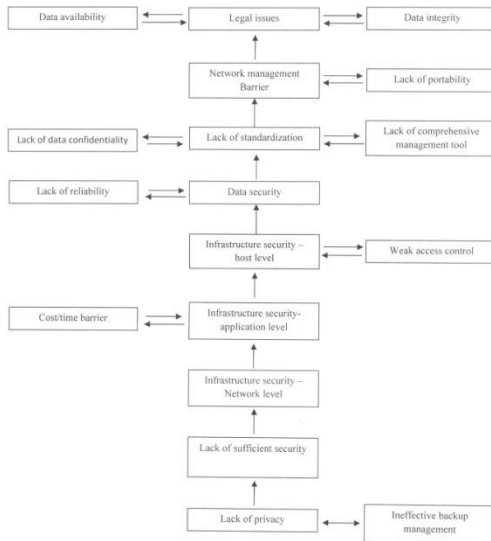 Data availability
Legal issues
Data integrity
Network management
Barrier
Lack of portability
Lack of data confidentiality
Lack of standardization
Lack of comprehensive
management tool
Lack of reliability
Data security
Infrastructure security –
host level
Weak access control
Cost/time barrier
Infrastructure security-
application level
Infrastructure security –
Network level
Lack of sufficient security
Lack of privacy
Ineffective backup
management